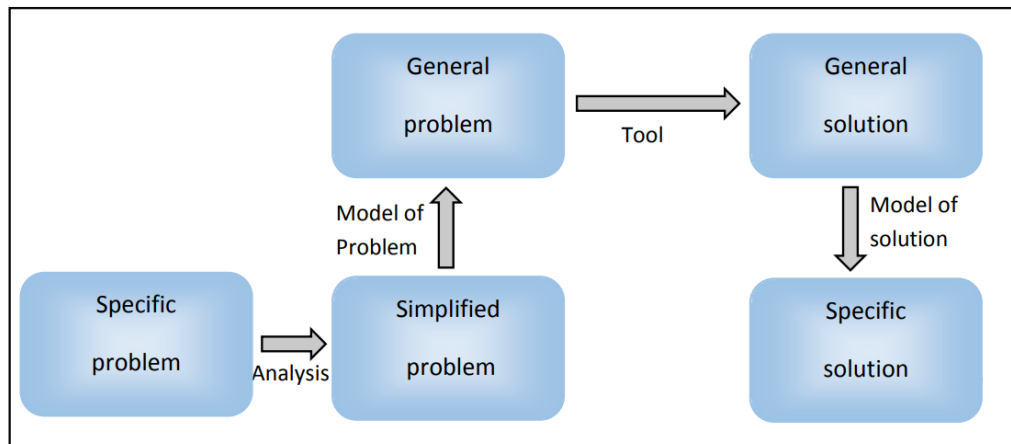 General
problem
Tool
General
solution
Model of
Problem
Model of
solution
Specific
problem
Analysis
Simplified
problem
Specific
solution